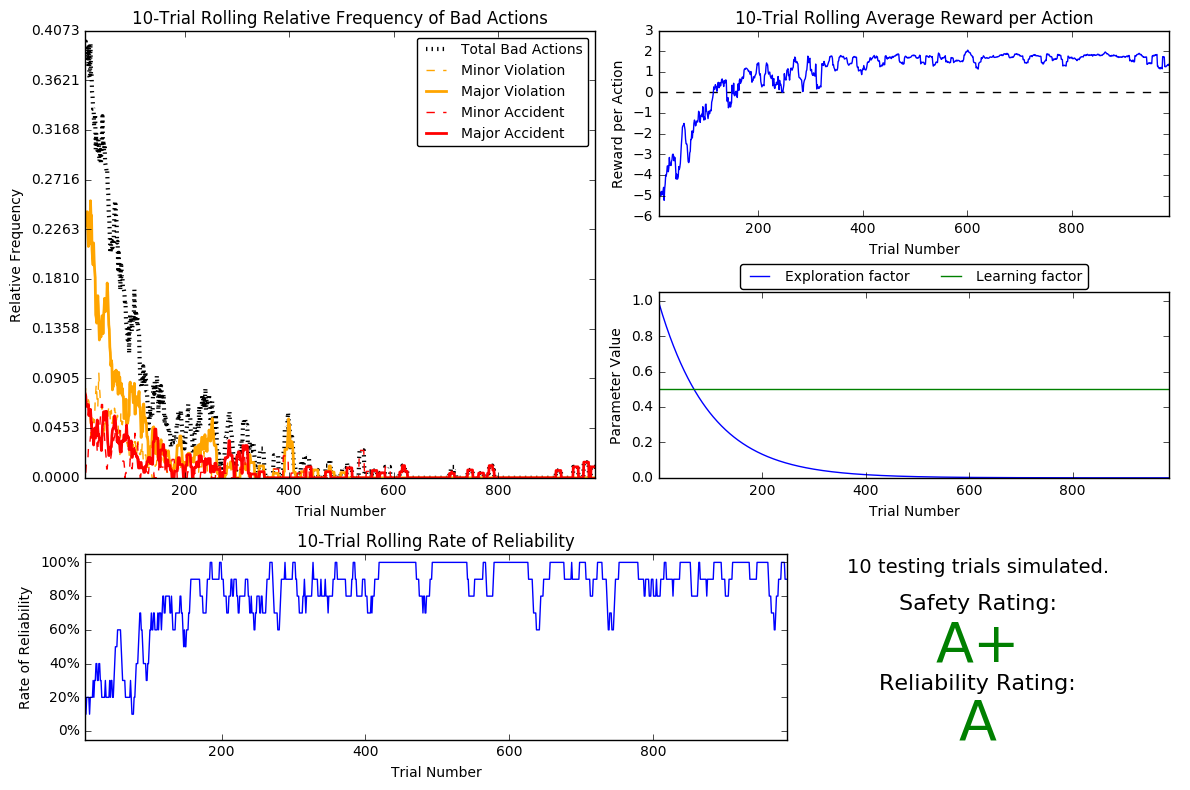 10-Trial Rolling Relative Frequency of Bad Actions
0.4073
0.3621
0.3168
0.2716
0.2263
0.1810
0.1358
0.0905
0.0453
0.0000
Relative Frequency
Total Bad Actions
Minor Violation
Major Violation
Minor Accident
Major Accident
200 400 600 800
Trial Number
10-Trial Rolling Average Reward per Action
3
2
1
0
−1
−2
−3
−4
−5
−6
Reward per Action
200 400 600 800
Trial Number
Exploration factor Learning factor
1.0
0.8
0.6
0.4
0.2
0.0
Parameter Value
200 400 600 800
Trial Number
10-Trial Rolling Rate of Reliability
100%
80%
60%
40%
20%
0%
Rate of Reliability
200 400 600 800
Trial Number
10 testing trials simulated.
Safety Rating:
A+
Reliability Rating:
A